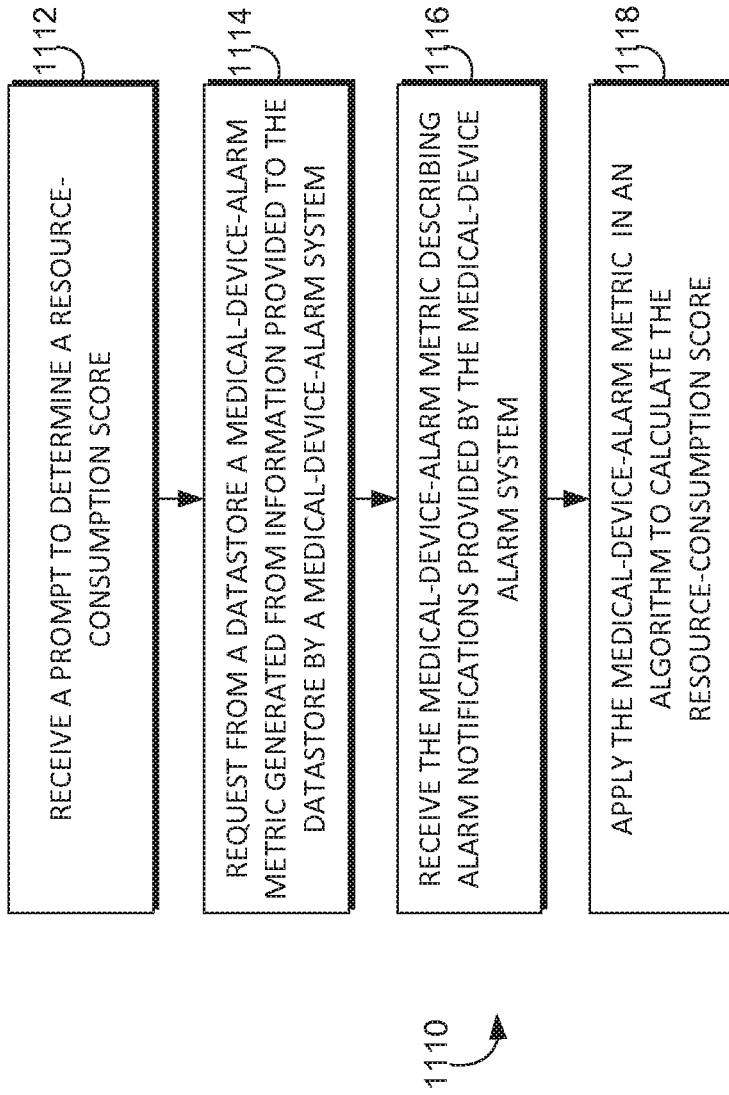 RECEIVE A PROMPT TO DETERMINE A RESOURCE-
CONSUMPTION SCORE
1112
REQUEST FROM A DATASTORE A MEDICAL-DEVICE-ALARM
METRIC GENERATED FROM INFORMATION PROVIDED TO THE
DATASTORE BY A MEDICAL-DEVICE-ALARM SYSTEM
1114
RECEIVE THE MEDICAL-DEVICE-ALARM METRIC DESCRIBING
ALARM NOTIFICATIONS PROVIDED BY THE MEDICAL-DEVICE
ALARM SYSTEM
1116
APPLY THE MEDICAL-DEVICE-ALARM METRIC IN AN
ALGORITHM TO CALCULATE THE
RESOURCE-CONSUMPTION SCORE
1118
1110